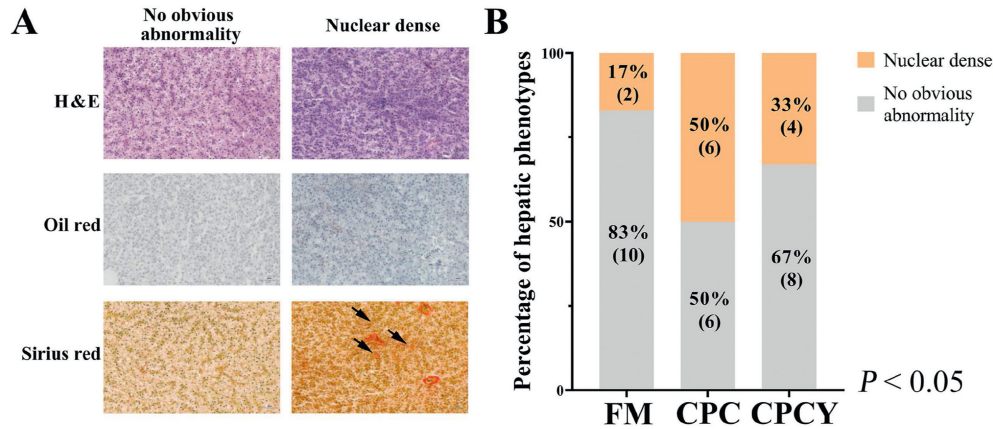 A
No obvious
abnormality
Nuclear dense
H&E
Oil red
Sirius red
B
Percentage of hepatic phenotypes
100
50
0
17%
(2)
83%
(10)
50%
(6)
50%
(6)
33%
(4)
67%
(8)
FM
CPC
CPCY
Nuclear dense
No obvious
abnormality
P < 0.05